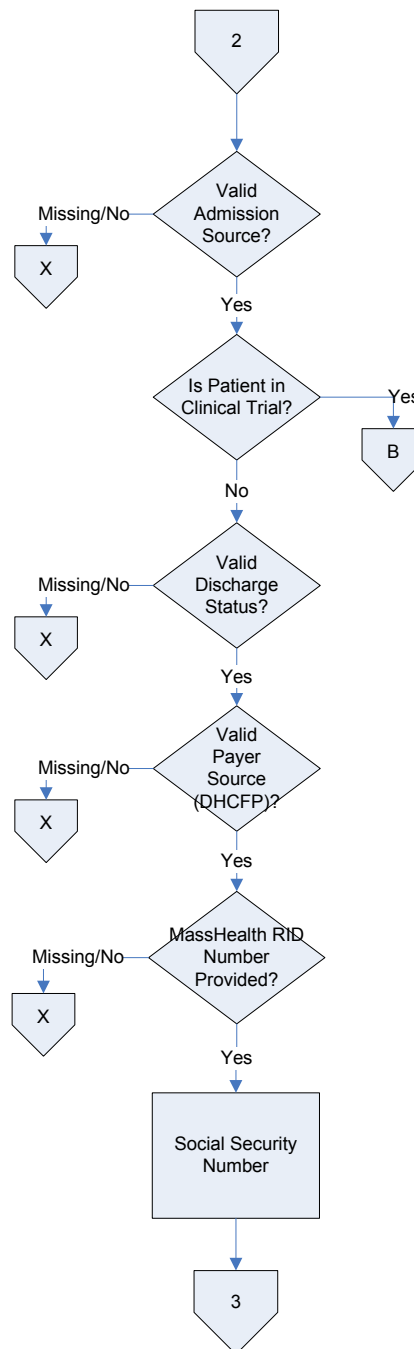 2
Valid
Admission
Source?
Missing/No
X
Yes
Is Patient in
Clinical Trial?
Yes
B
No
Valid
Discharge
Status?
Missing/No
X
Yes
Valid
Payer
Source
(DHCFP)?
Missing/No
X
Yes
MassHealth RID
Number
Provided?
Missing/No
X
Yes
Social Security
Number
3